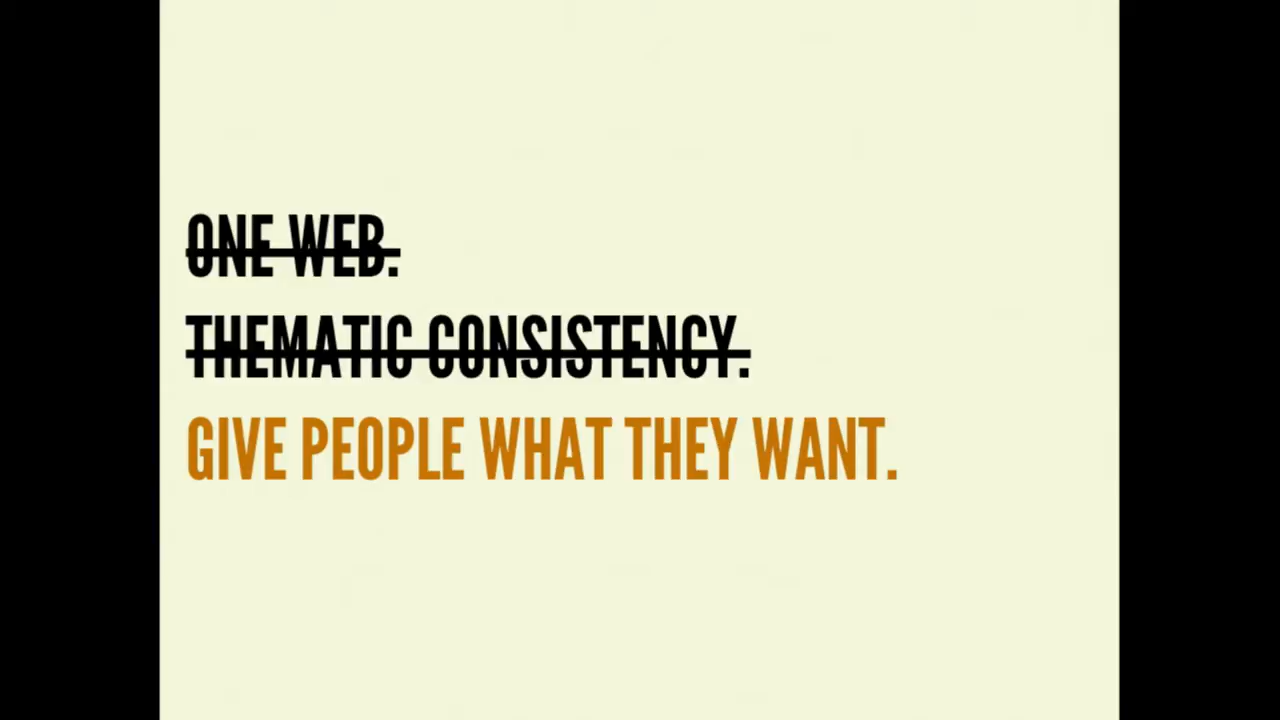 ONE WEB.
THEMATIC CONSISTENCY.
GIVE PEOPLE WHAT THEY WANT.